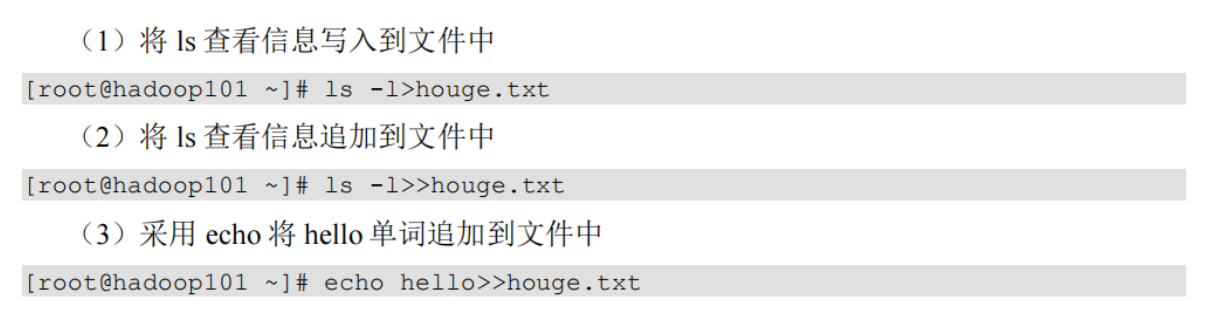 （1）将 ls 查看信息写入到文件中
[root@hadoop101 ~]# ls -l>houge.txt
（2）将 ls 查看信息追加到文件中
[root@hadoop101 ~]# ls -l>>houge.txt
（3）采用 echo 将 hello 单词追加到文件中
[root@hadoop101 ~]# echo hello>>houge.txt